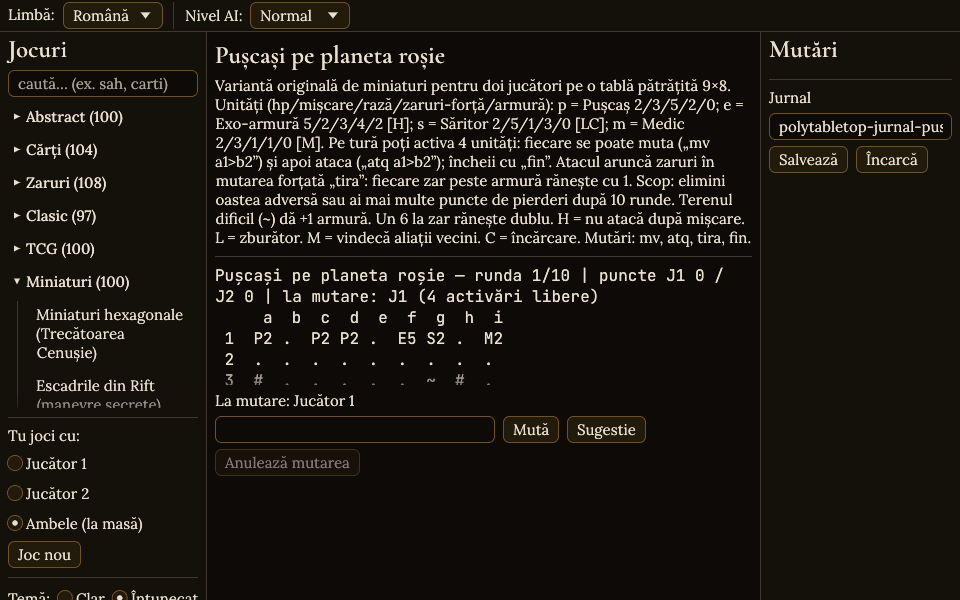 Limbă: Română ▼ Nivel AI: Normal ▼
Jocuri
caută... (ex. sah, carti)
▸ Abstract (100)
▸ Cărți (104)
▸ Zaruri (108)
▸ Clasic (97)
▸ TCG (100)
▾ Miniaturi (100)
Miniaturi hexagonale
(Trecătoarea
Cenușie)
Escadrile din Rift
(manevre secrete)
Tu joci cu:
Jucător 1
Jucător 2
Ambele (la masă)
Joc nou
Temă: Clar Întunecat
Pușcași pe planeta roșie
Variantă originală de miniaturi pentru doi jucători pe o tablă pătrățită 9×8.
Unități (hp/mișcare/rază/zaruri-forță/armură): p = Pușcaș 2/3/5/2/0; e =
Exo-armură 5/2/3/4/2 [H]; s = Săritor 2/5/1/3/0 [LC]; m = Medic
2/3/1/1/0 [M]. Pe tură poți activa 4 unități: fiecare se poate muta („mv
a1>b2”) și apoi ataca („atq a1>b2”); închei cu „fin”. Atacul aruncă zaruri în
mutarea forțată „tira”: fiecare zar peste armură rănește cu 1. Scop: elimini
oastea adversă sau ai mai multe puncte de pierderi după 10 runde. Terenul
dificil (~) dă +1 armură. Un 6 la zar rănește dublu. H = nu atacă după mișcare.
L = zburător. M = vindecă aliații vecini. C = încărcare. Mutări: mv, atq, tira, fin.
Pușcași pe planeta roșie — runda 1/10 | puncte J1 0 /
J2 0 | la mutare: J1 (4 activări libere)
a b c d e f g h i
1 P2 . P2 P2 . E5 S2 . M2
2 . . . . . . . . .
3 # . . . . . ~ # .
La mutare: Jucător 1
Mută Sugestie
Anulează mutarea
Mutări
Jurnal
polytabletop-jurnal-pus
Salvează Încarcă